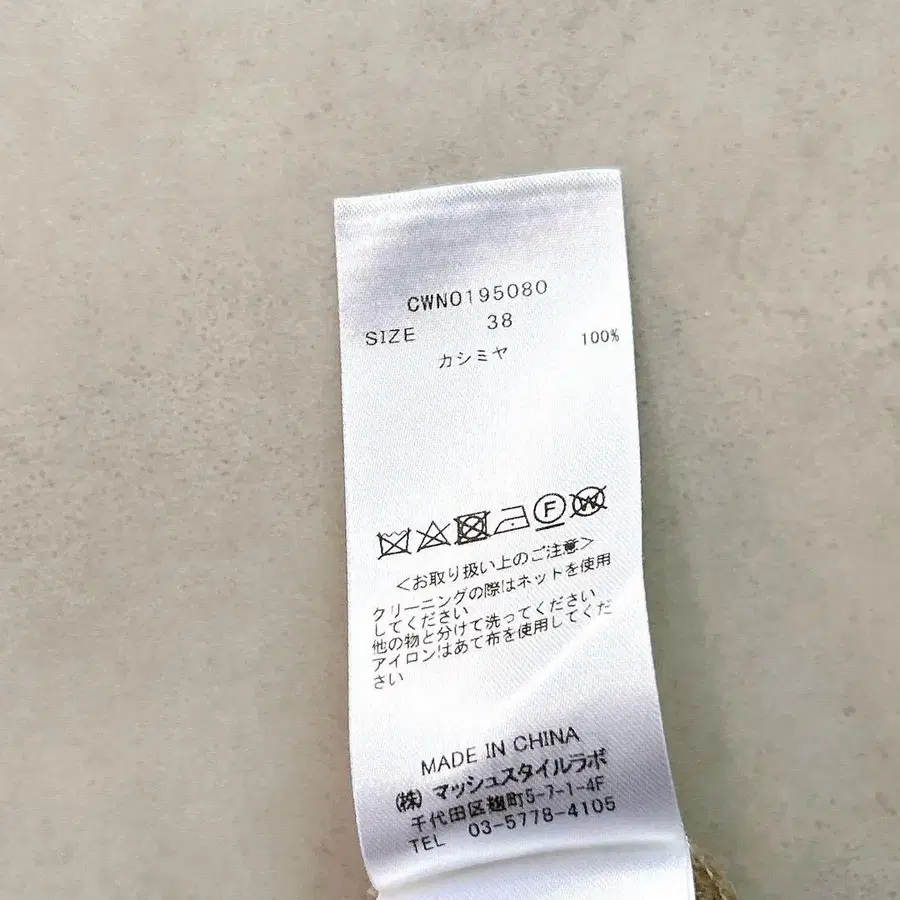 CWNO195080
SIZE 38
カシミヤ 100%
F W
<お取り扱い上のご注意>
クリーニングの際はネットを使用
してください
他の物と分けて洗ってください
アイロンはあて布を使用してくだ
さい
MADE IN CHINA
㈱マッシュスタイルラボ
千代田区麹町5-7-1-4F
TEL 03-5778-4105